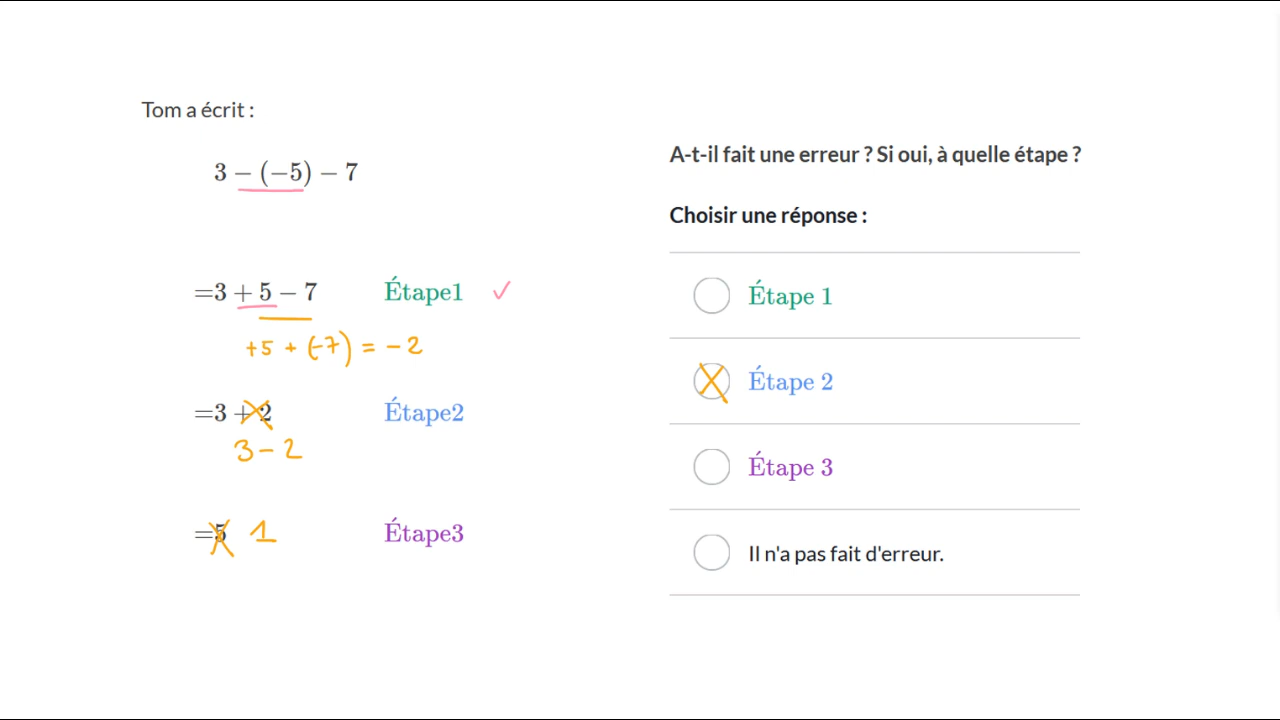 Tom a écrit :
3 − (−5) − 7
=3 + 5 − 7 Étape1 ✓
+5 + (−7) = −2
=3 + 2 Étape2
3 − 2
=5 1 Étape3
A-t-il fait une erreur ? Si oui, à quelle étape ?
Choisir une réponse :
Étape 1
Étape 2
Étape 3
Il n'a pas fait d'erreur.